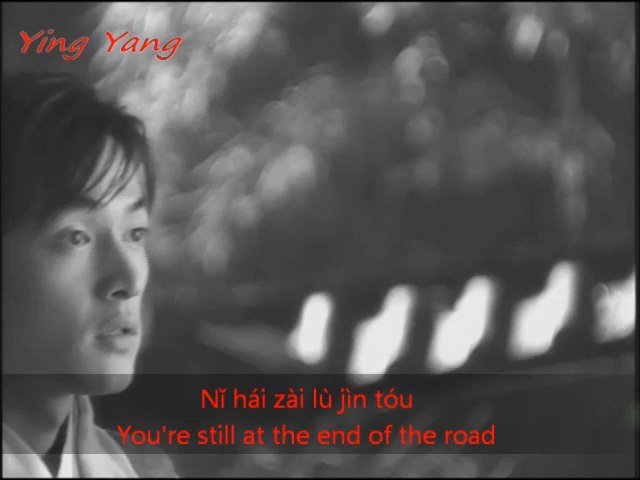 Ying Yang
Nǐ hái zài lù jìn tóu
You're still at the end of the road